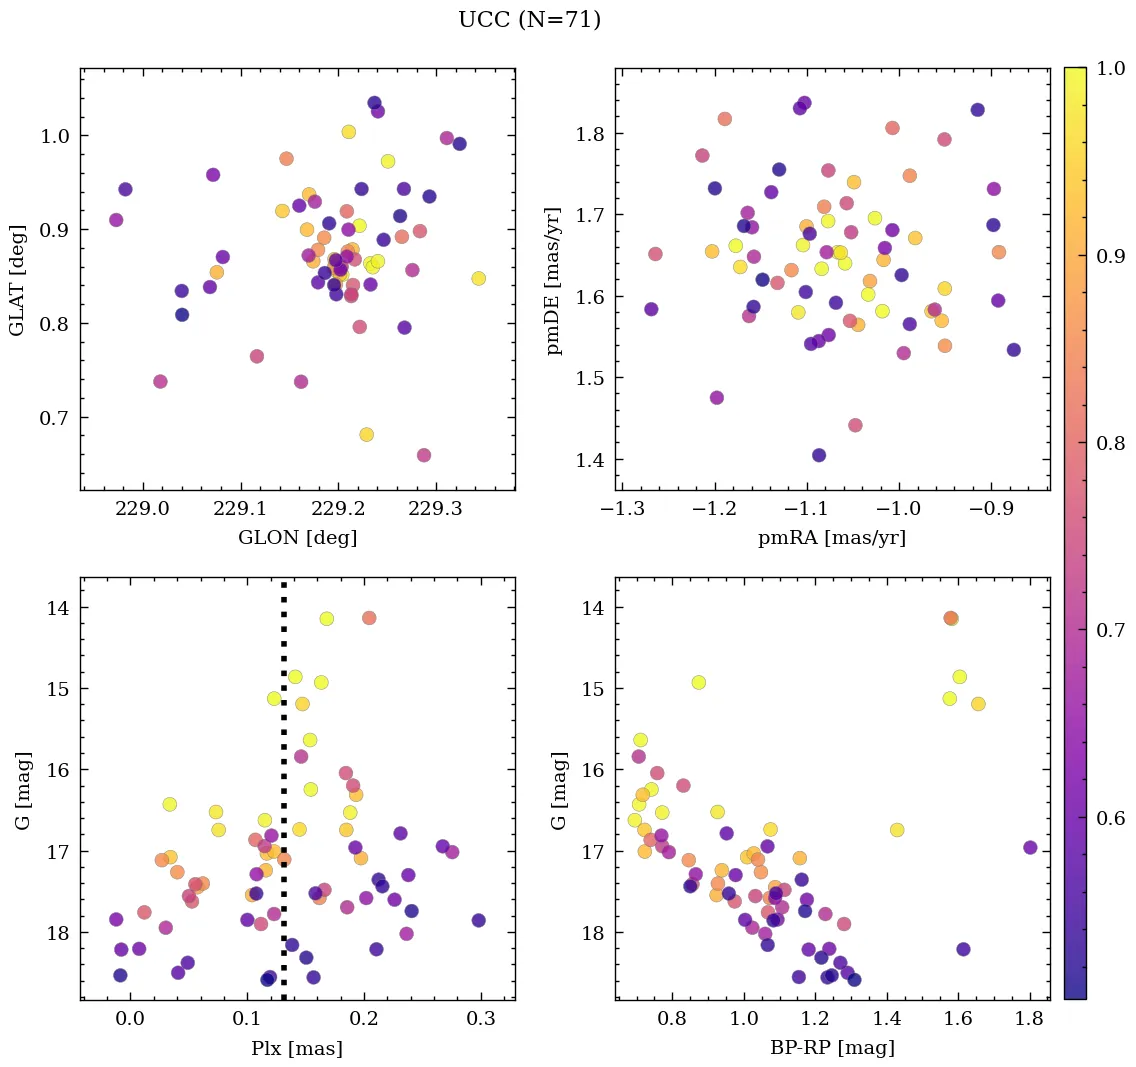 UCC (N=71)
1.0
0.9
0.8
0.7
GLAT [deg]
229.0 229.1 229.2 229.3
GLON [deg]
1.8
1.7
1.6
1.5
1.4
pmDE [mas/yr]
−1.3 −1.2 −1.1 −1.0 −0.9
pmRA [mas/yr]
14
15
16
17
18
G [mag]
0.0 0.1 0.2 0.3
Plx [mas]
14
15
16
17
18
G [mag]
0.8 1.0 1.2 1.4 1.6 1.8
BP-RP [mag]
1.0
0.9
0.8
0.7
0.6